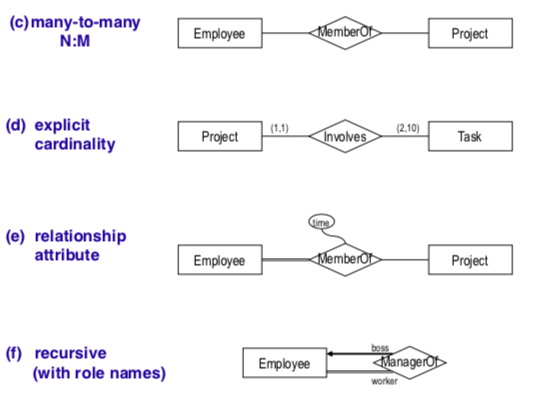 (c) many-to-many
N:M
Employee
MemberOf
Project
(d) explicit
cardinality
Project
(1,1)
Involves
(2,10)
Task
(e) relationship
attribute
time
Employee
MemberOf
Project
(f) recursive
(with role names)
Employee
boss
ManagerOf
worker